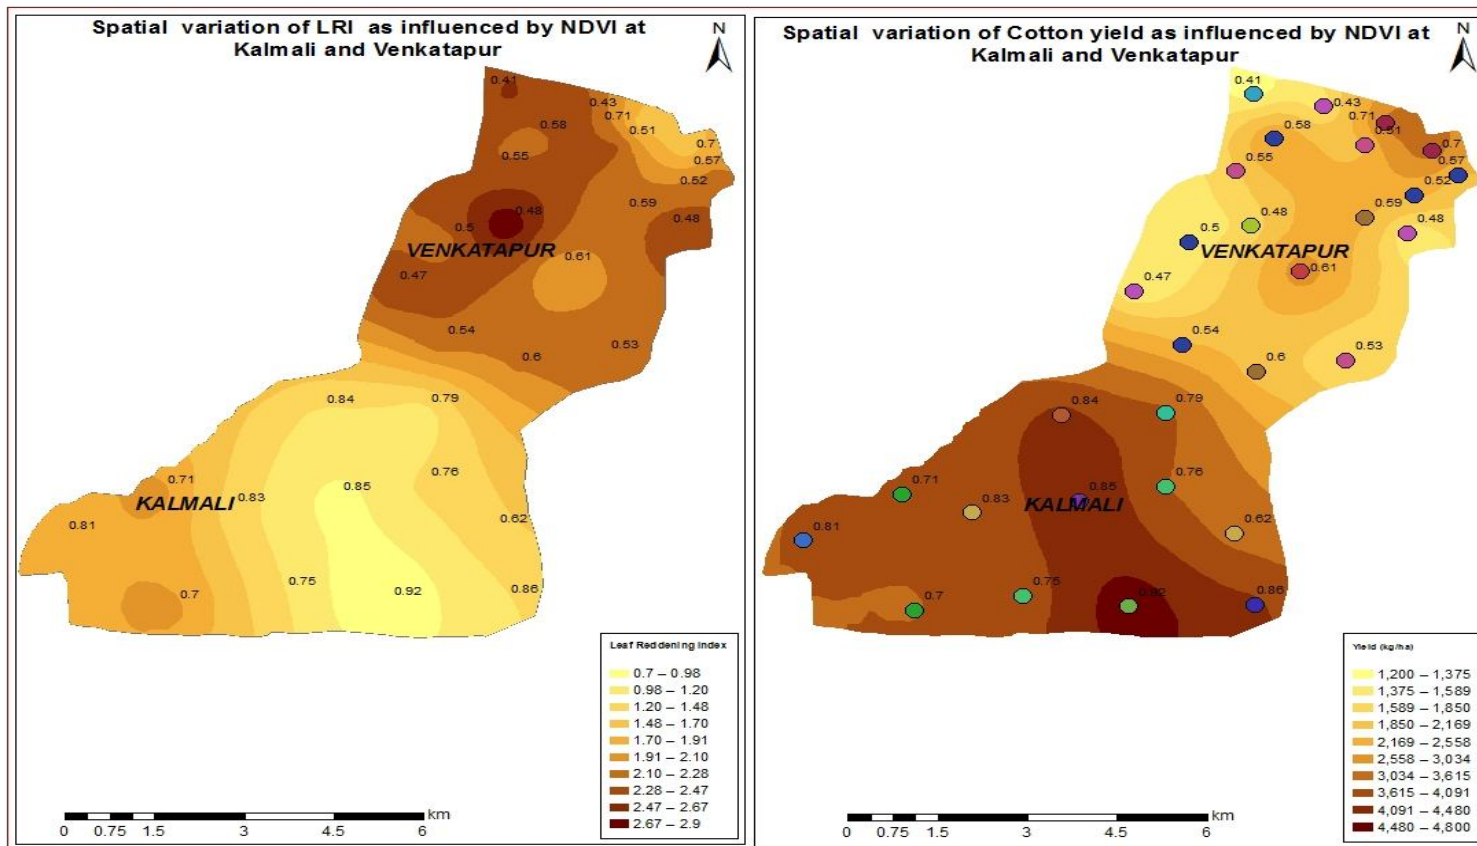 Spatial variation of LRI as influenced by NDVI at
Kalmali and Venkatapur
N
0.41
0.43
0.71
0.58
0.51
0.7
0.55
0.57
0.52
0.59
0.48
0.48
0.5
VENKATAPUR
0.61
0.47
0.54
0.53
0.6
0.84
0.79
0.76
0.71
0.85
0.83
KALMALI
0.81
0.62
0.75
0.7
0.92
0.86
Leaf Reddening Index
0.7 – 0.98
0.98 – 1.20
1.20 – 1.48
1.48 – 1.70
1.70 – 1.91
1.91 – 2.10
2.10 – 2.28
2.28 – 2.47
2.47 – 2.67
2.67 – 2.9
km
0 0.75 1.5 3 4.5 6
Spatial variation of Cotton yield as influenced by NDVI at
Kalmali and Venkatapur
N
0.41
0.43
0.71
0.58
0.51
0.7
0.55
0.57
0.52
0.59
0.48
0.48
0.5
VENKATAPUR
0.61
0.47
0.54
0.53
0.6
0.84
0.79
0.76
0.71
0.85
0.83
KALMALI
0.81
0.62
0.75
0.7
0.92
0.86
Yield (kg/ha)
1,200 – 1,375
1,375 – 1,589
1,589 – 1,850
1,850 – 2,169
2,169 – 2,558
2,558 – 3,034
3,034 – 3,615
3,615 – 4,091
4,091 – 4,480
4,480 – 4,800
km
0 0.75 1.5 3 4.5 6